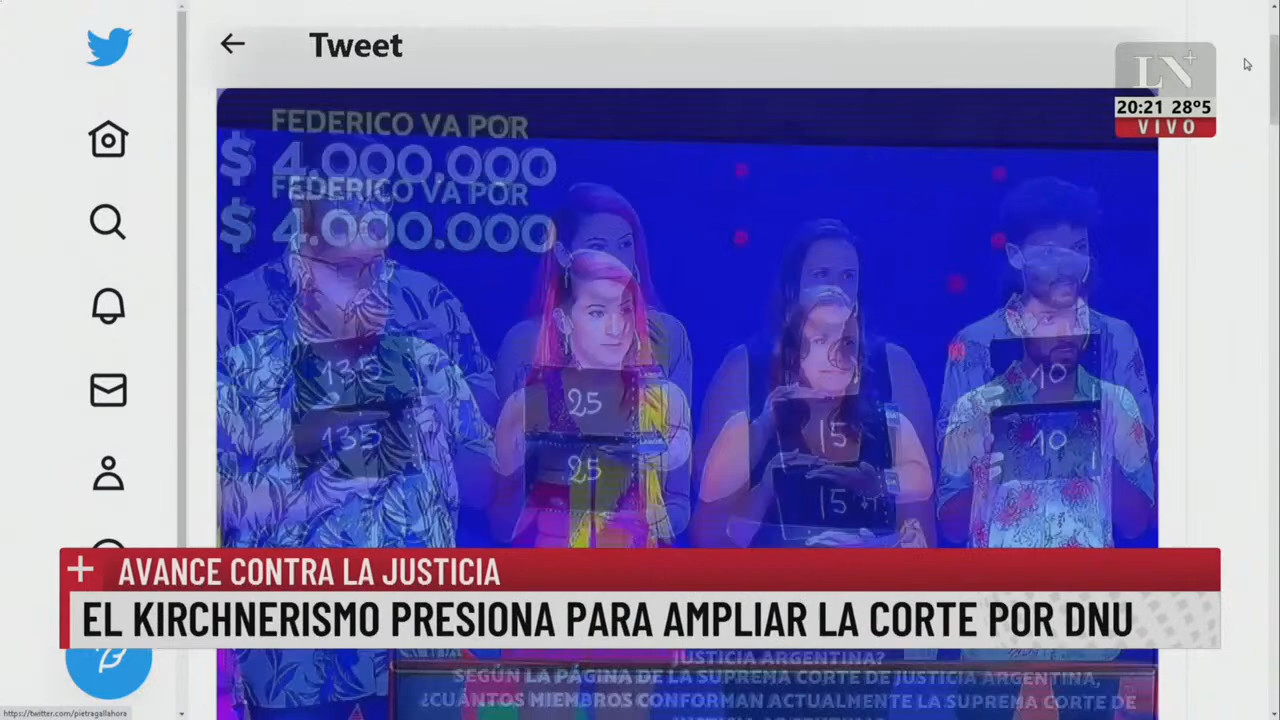 Tweet
LN+
20:21 28º5
VIVO
FEDERICO VA POR
$ 4.000.000
FEDERICO VA POR
$ 4.000.000
135 25 15 10
135 25 15 10
+ AVANCE CONTRA LA JUSTICIA
EL KIRCHNERISMO PRESIONA PARA AMPLIAR LA CORTE POR DNU
JUSTICIA ARGENTINA?
SEGÚN LA PÁGINA DE LA SUPREMA CORTE DE JUSTICIA ARGENTINA,
¿CUÁNTOS MIEMBROS CONFORMAN ACTUALMENTE LA SUPREMA CORTE DE
https://twitter.com/pietragallahora